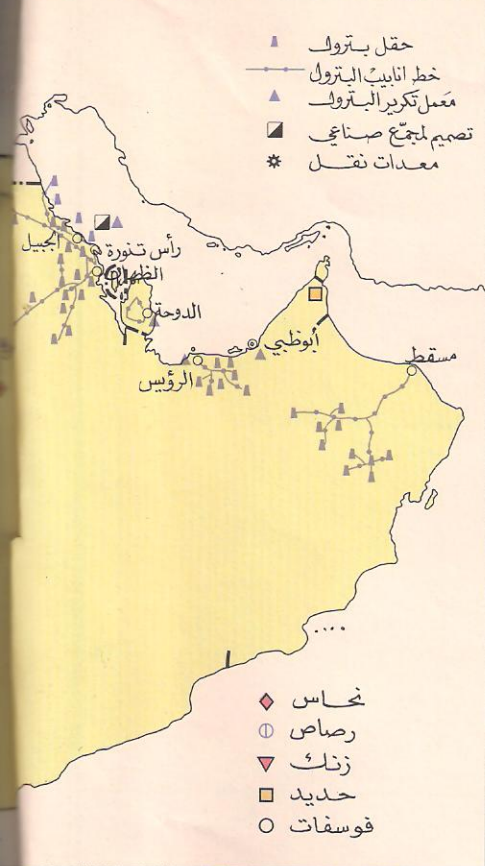 حقل بترول
خط انابيب البترول
معمل تكرير البترول
تصميم لمجمّع صناعي
معدات نقل
الجبيل
رأس تنورة
الظهران
الدوحة
أبوظبي
الرؤيس
مسقط
نحاس
رصاص
زنك
حديد
فوسفات